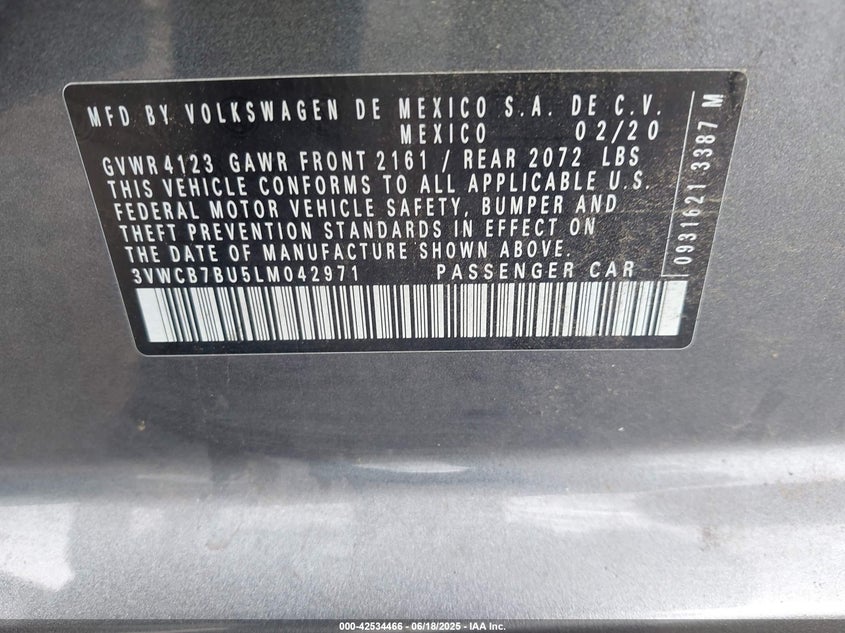 MFD BY VOLKSWAGEN DE MEXICO S.A. DE C.V.
MEXICO 02/20
GVWR 4123 GAWR FRONT 2161 / REAR 2072 LBS
THIS VEHICLE CONFORMS TO ALL APPLICABLE U.S.
FEDERAL MOTOR VEHICLE SAFETY, BUMPER AND
THEFT PREVENTION STANDARDS IN EFFECT ON
THE DATE OF MANUFACTURE SHOWN ABOVE.
3VWCB7BU5LM042971 PASSENGER CAR
0931621 3387 M
000-42534466 - 06/18/2025 - IAA Inc.